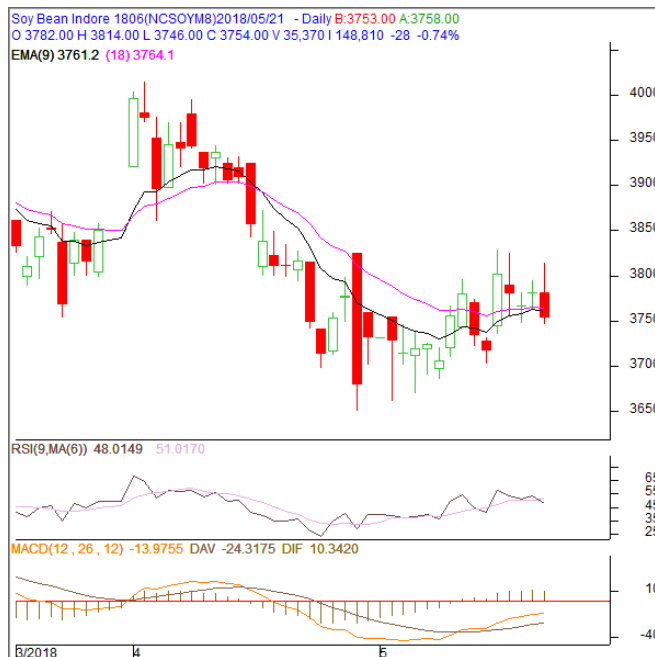 Soy Bean Indore 1806(NCSOYM8)2018/05/21 - Daily B:3753.00 A:3758.00
O 3782.00 H 3814.00 L 3746.00 C 3754.00 V 35,370 I 148,810 -28 -0.74%
EMA(9) 3761.2 (18) 3764.1
4000
3950
3900
3850
3800
3750
3700
3650
RSI(9,MA(6)) 48.0149 51.0170
65
55
45
35
25
MACD(12 , 26 , 12) -13.9755 DAV -24.3175 DIF 10.3420
10
-40
3/2018 4 5